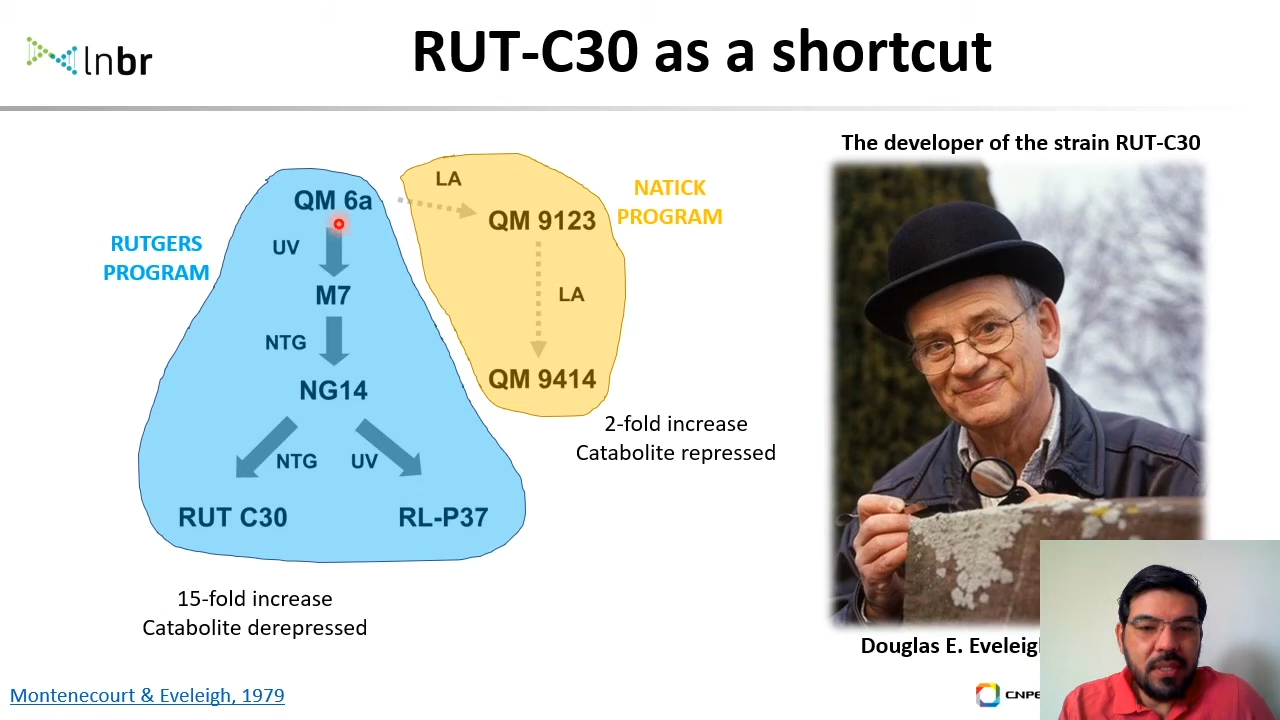 lnbr
RUT-C30 as a shortcut
The developer of the strain RUT-C30
RUTGERS
PROGRAM
QM 6a
UV
M7
NTG
NG14
NTG
UV
RUT C30
RL-P37
LA
QM 9123
LA
QM 9414
NATICK
PROGRAM
2-fold increase
Catabolite repressed
15-fold increase
Catabolite derepressed
Douglas E.
Montenecourt & Eveleigh, 1979